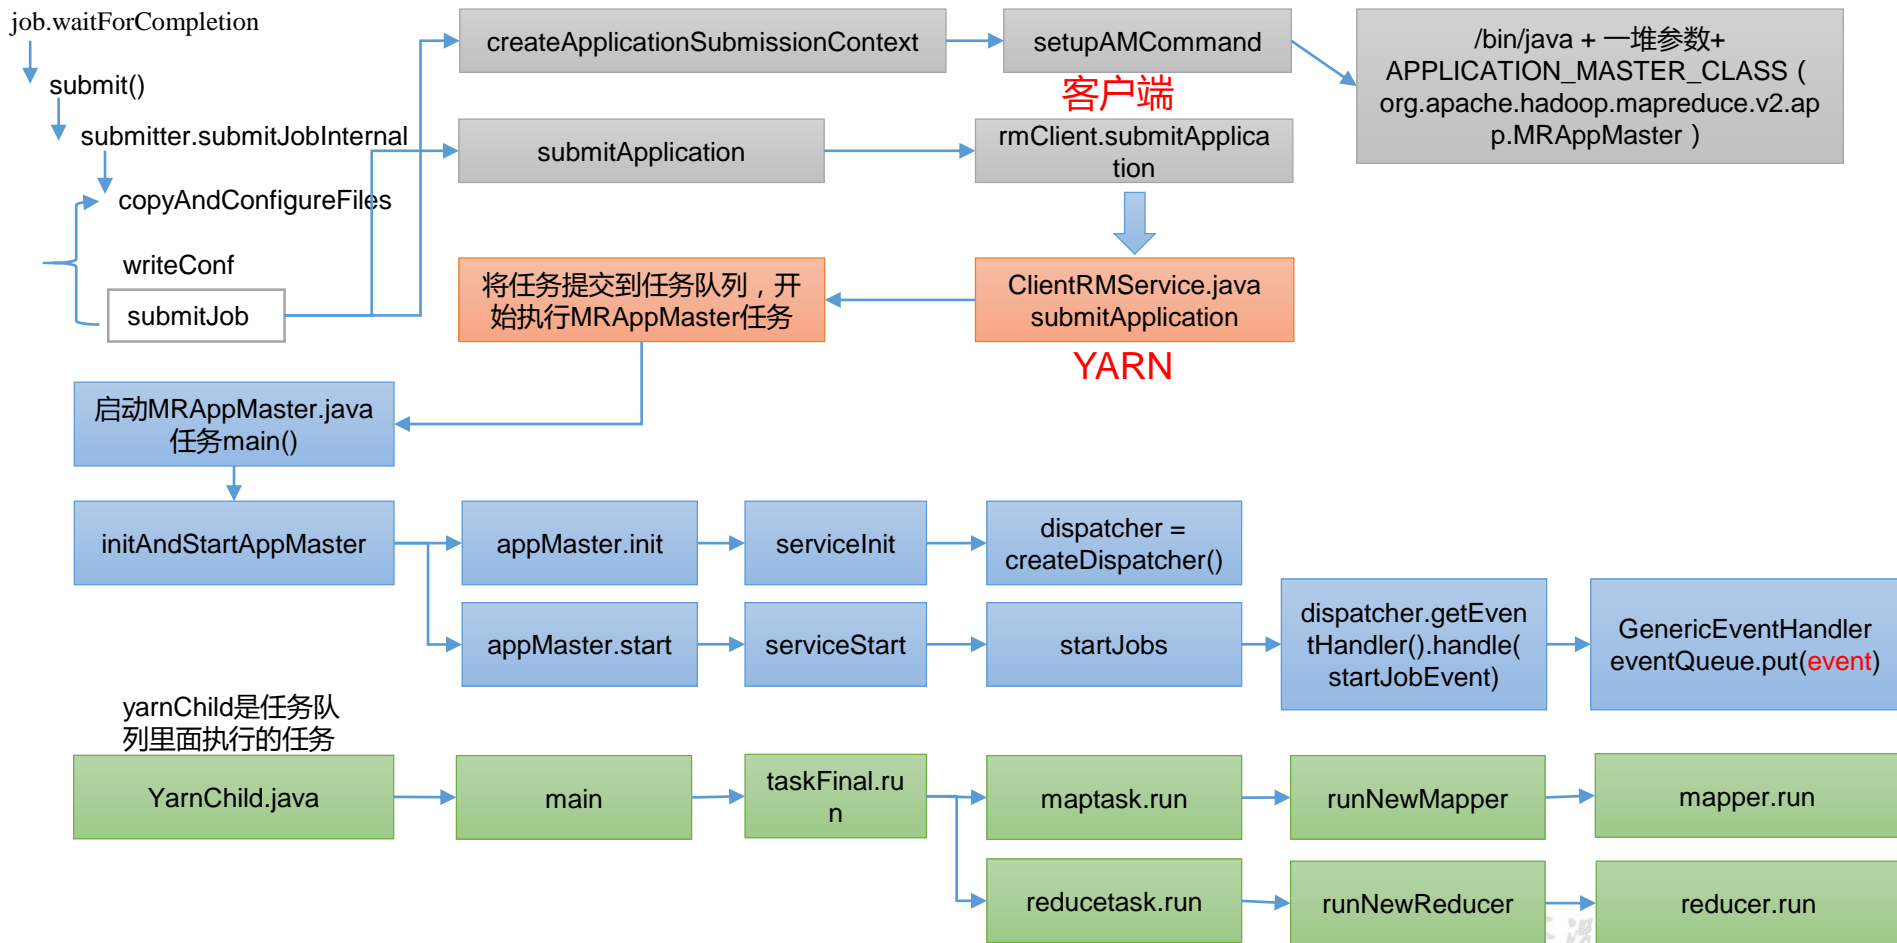 job.waitForCompletion
submit()
submitter.submitJobInternal
copyAndConfigureFiles
writeConf
submitJob
createApplicationSubmissionContext
setupAMCommand
/bin/java + 一堆参数+
APPLICATION_MASTER_CLASS（
org.apache.hadoop.mapreduce.v2.ap
p.MRAppMaster）
客户端
submitApplication
rmClient.submitApplica
tion
将任务提交到任务队列，开
始执行MRAppMaster任务
ClientRMService.java
submitApplication
YARN
启动MRAppMaster.java
任务main()
initAndStartAppMaster
appMaster.init
serviceInit
dispatcher =
createDispatcher()
appMaster.start
serviceStart
startJobs
dispatcher.getEven
tHandler().handle(
startJobEvent)
GenericEventHandler
eventQueue.put(event)
yarnChild是任务队
列里面执行的任务
YarnChild.java
main
taskFinal.ru
n
maptask.run
runNewMapper
mapper.run
reducetask.run
runNewReducer
reducer.run